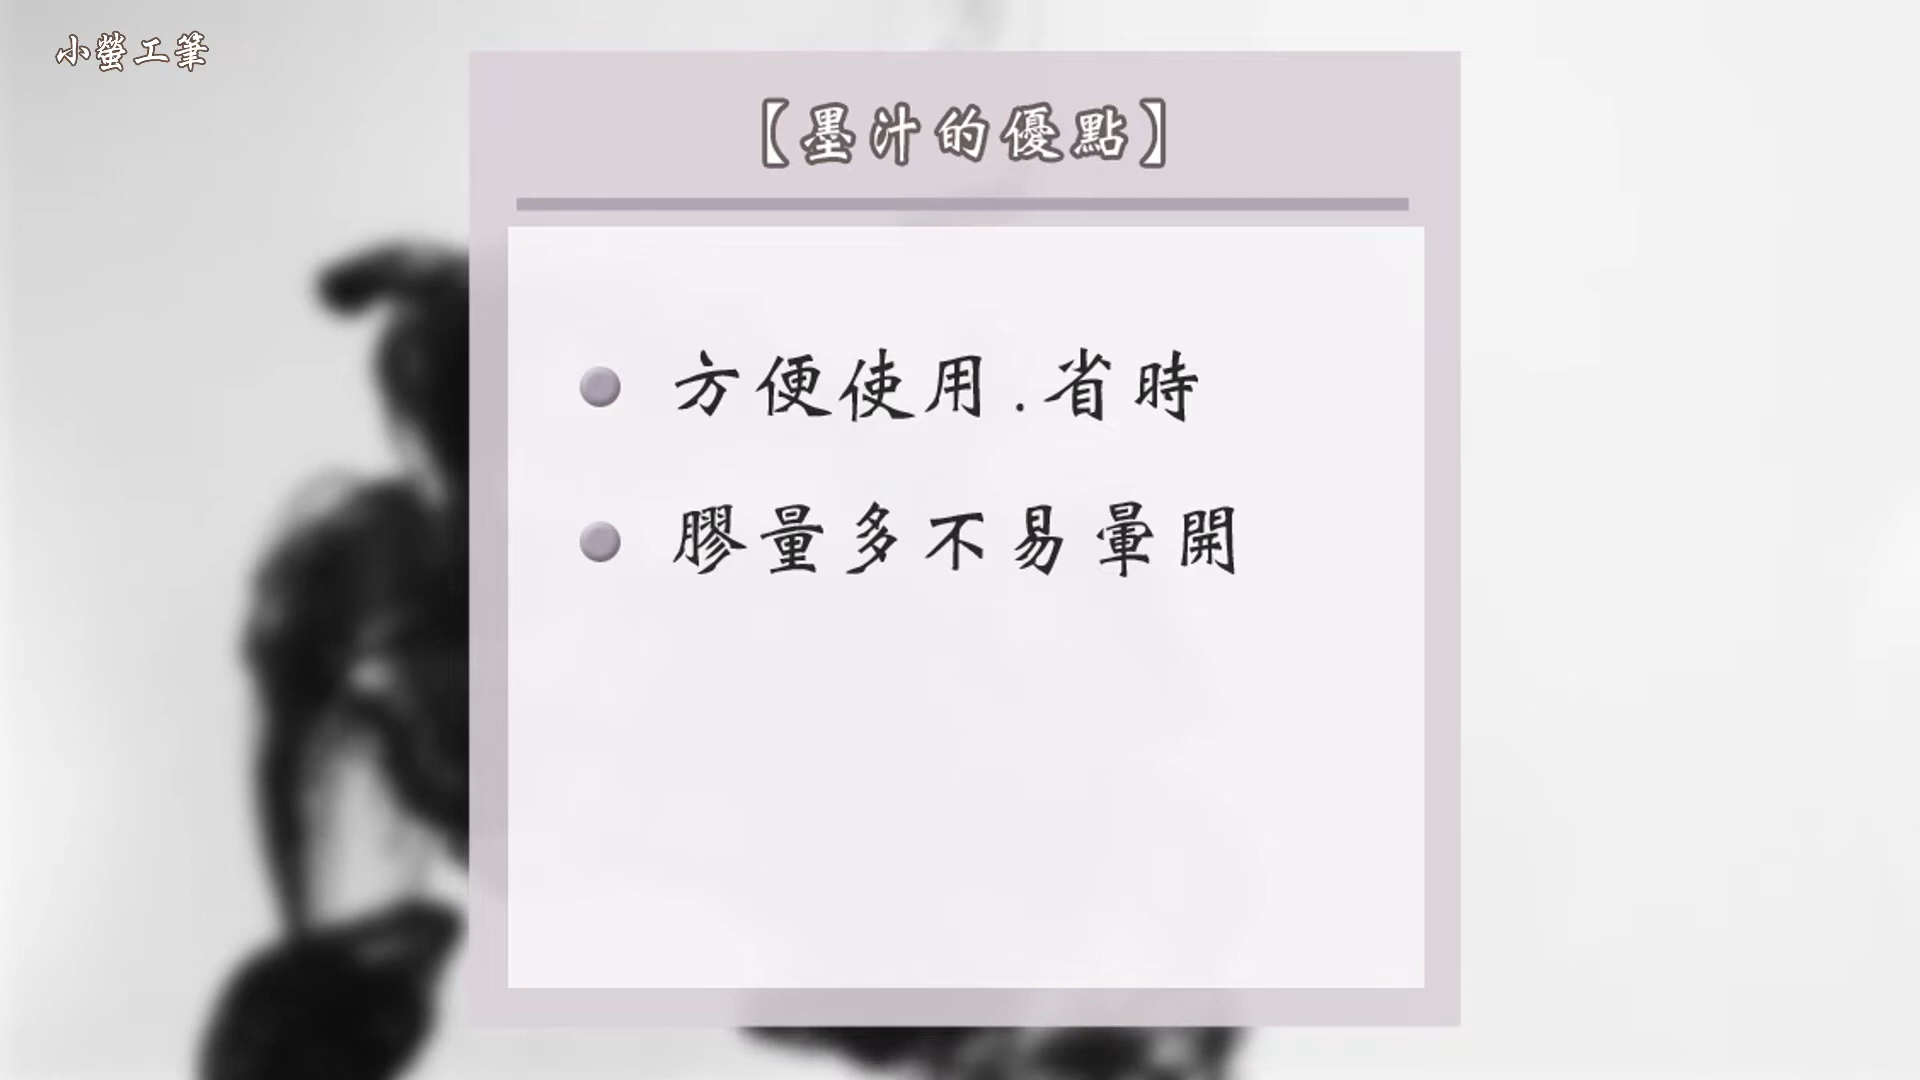 小螢工筆
【墨汁的優點】
方便使用.省時
膠量多不易暈開